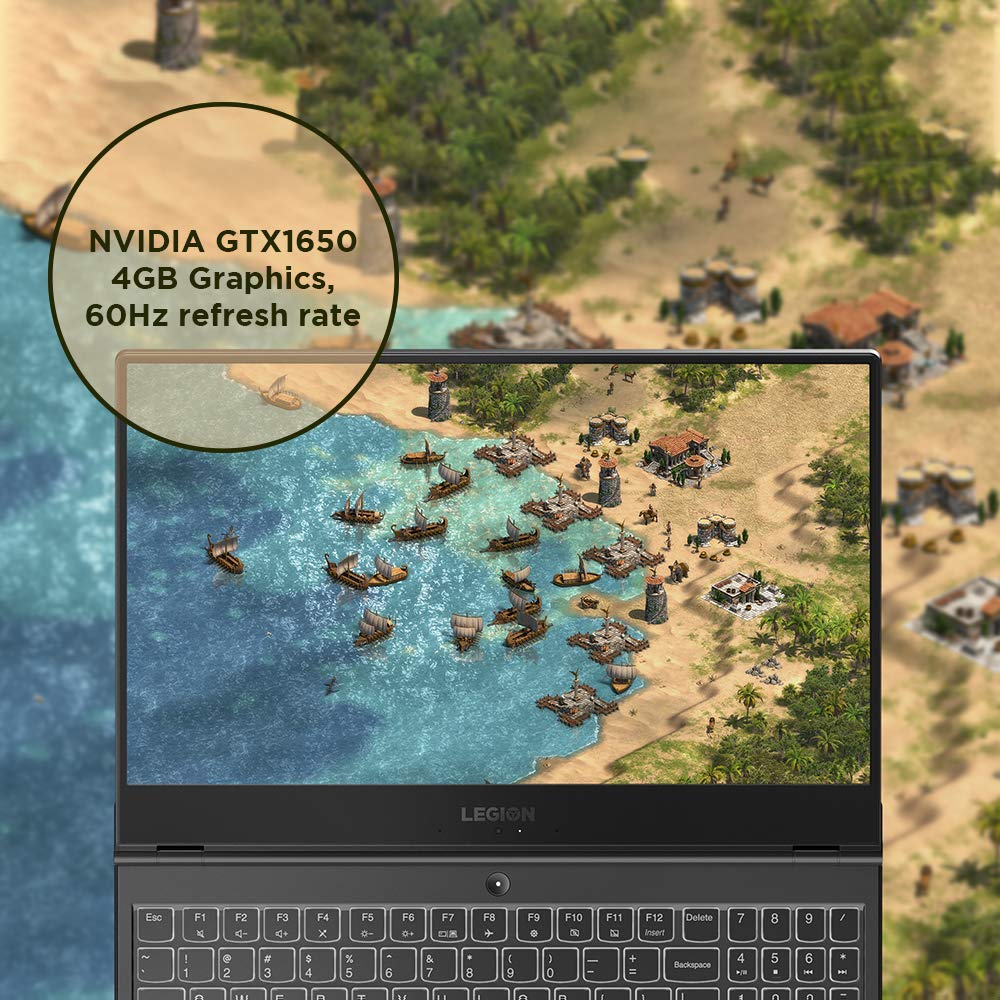 NVIDIA GTX1650
4GB Graphics,
60Hz refresh rate
LEGION
Esc F1 F2 F3 F4 F5 F6 F7 F8 F9 F10 F11 F12 Delete 7 8 9 /
Insert
~ ! @ # $ % ^ & * ( ) — + Backspace 4 5 6 *
1 2 3 4 5 6 7 8 9 0 - =